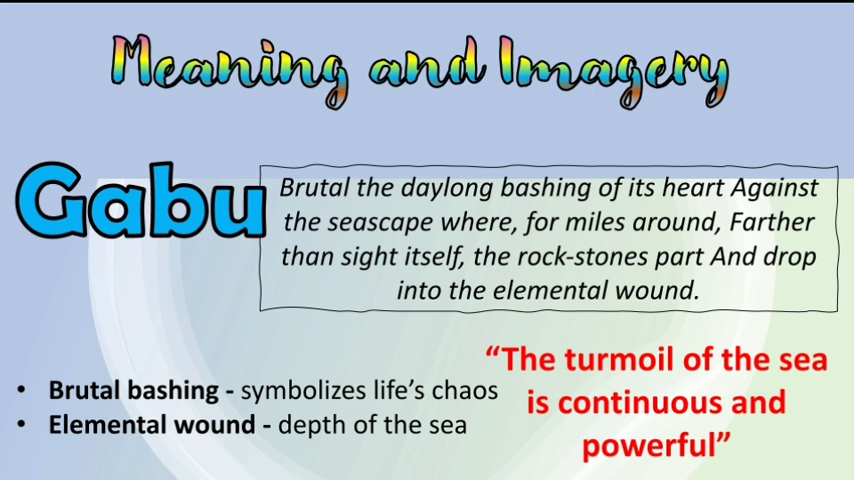 Meaning and Imagery
Gabu
Brutal the daylong bashing of its heart Against
the seascape where, for miles around, Farther
than sight itself, the rock-stones part And drop
into the elemental wound.
• Brutal bashing - symbolizes life’s chaos
• Elemental wound - depth of the sea
“The turmoil of the sea
is continuous and
powerful”